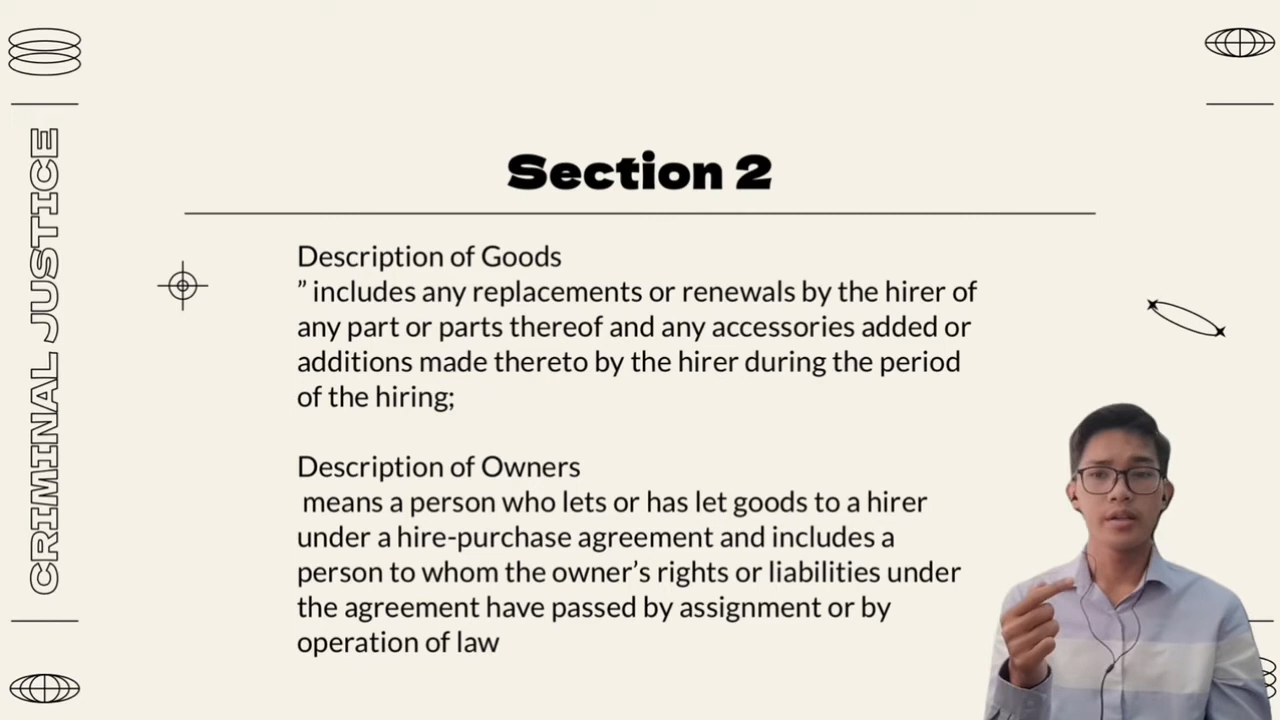 CRIMINAL JUSTICE
Section 2
Description of Goods
” includes any replacements or renewals by the hirer of
any part or parts thereof and any accessories added or
additions made thereto by the hirer during the period
of the hiring;
Description of Owners
means a person who lets or has let goods to a hirer
under a hire-purchase agreement and includes a
person to whom the owner’s rights or liabilities under
the agreement have passed by assignment or by
operation of law